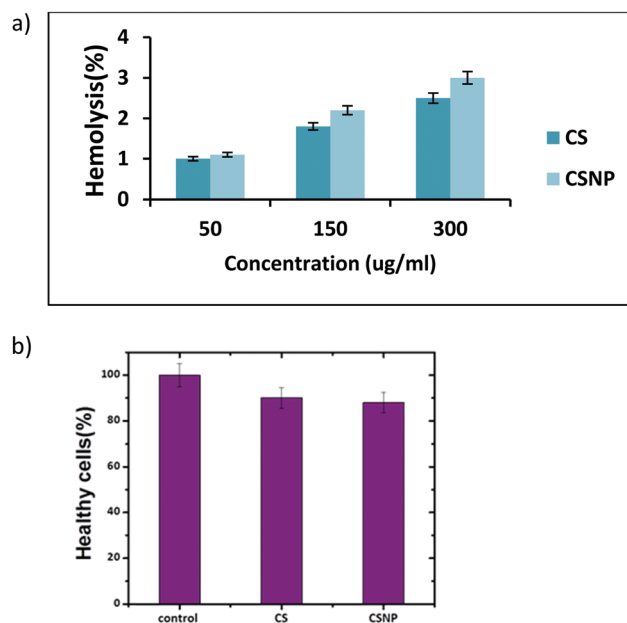 a)
Hemolysis(%)
4
3
2
1
0
50 150 300
Concentration (ug/ml)
CS
CSNP
b)
Healthy cells(%)
100
80
60
40
20
0
control CS CSNP